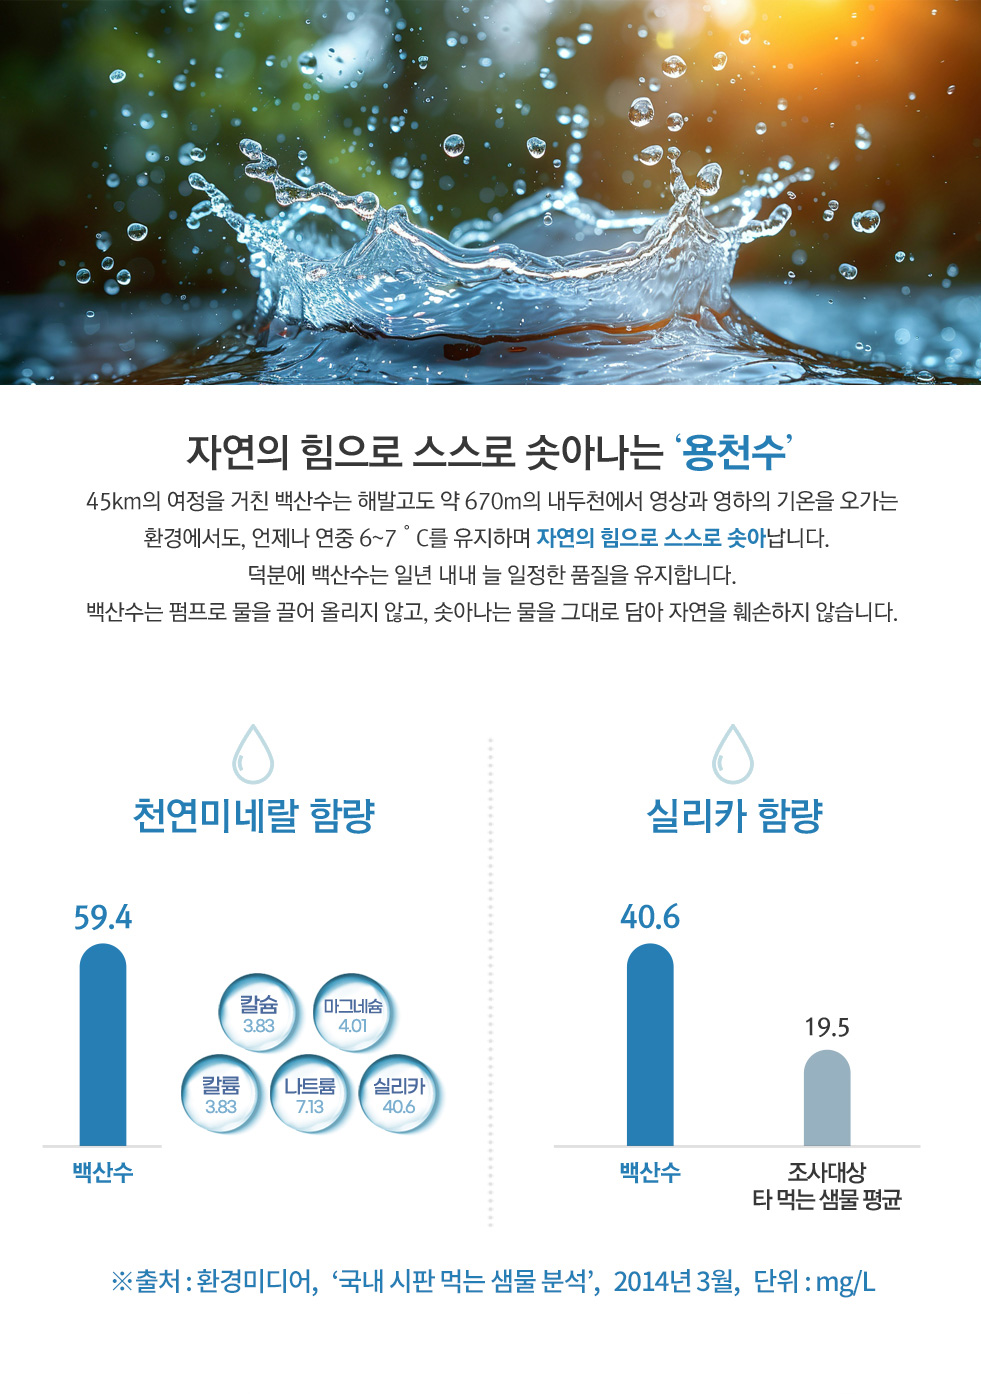 자연의 힘으로 스스로 솟아나는 ‘용천수’
45km의 여정을 거친 백산수는 해발고도 약 670m의 내두천에서 영상과 영하의 기온을 오가는
환경에서도, 언제나 연중 6~7˚C를 유지하며 자연의 힘으로 스스로 솟아납니다.
덕분에 백산수는 일년 내내 늘 일정한 품질을 유지합니다.
백산수는 펌프로 물을 끌어 올리지 않고, 솟아나는 물을 그대로 담아 자연을 훼손하지 않습니다.
천연미네랄 함량
59.4
백산수
칼슘
3.83
마그네슘
4.01
칼륨
3.83
나트륨
7.13
실리카
40.6
실리카 함량
40.6
백산수
19.5
조사대상
타 먹는 샘물 평균
※출처 : 환경미디어, ‘국내 시판 먹는 샘물 분석’, 2014년 3월, 단위 : mg/L